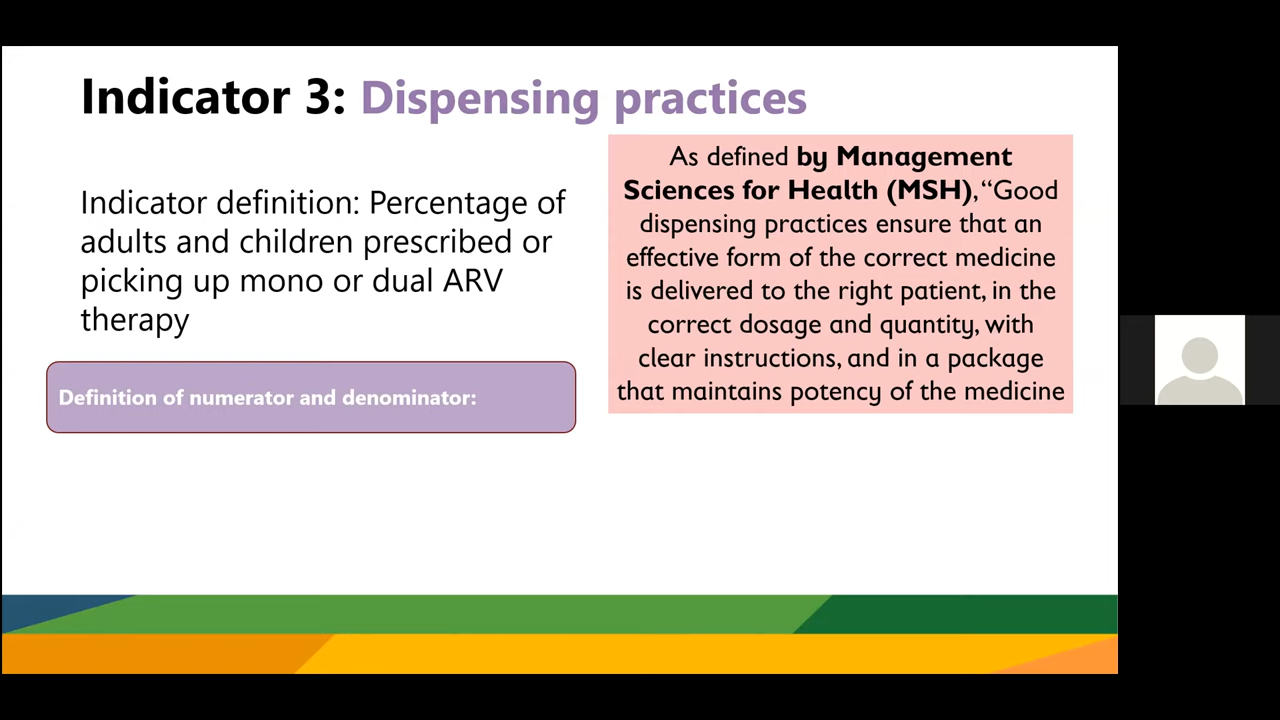 Indicator 3: Dispensing practices
Indicator definition: Percentage of
adults and children prescribed or
picking up mono or dual ARV
therapy
Definition of numerator and denominator:
As defined by Management
Sciences for Health (MSH), “Good
dispensing practices ensure that an
effective form of the correct medicine
is delivered to the right patient, in the
correct dosage and quantity, with
clear instructions, and in a package
that maintains potency of the medicine